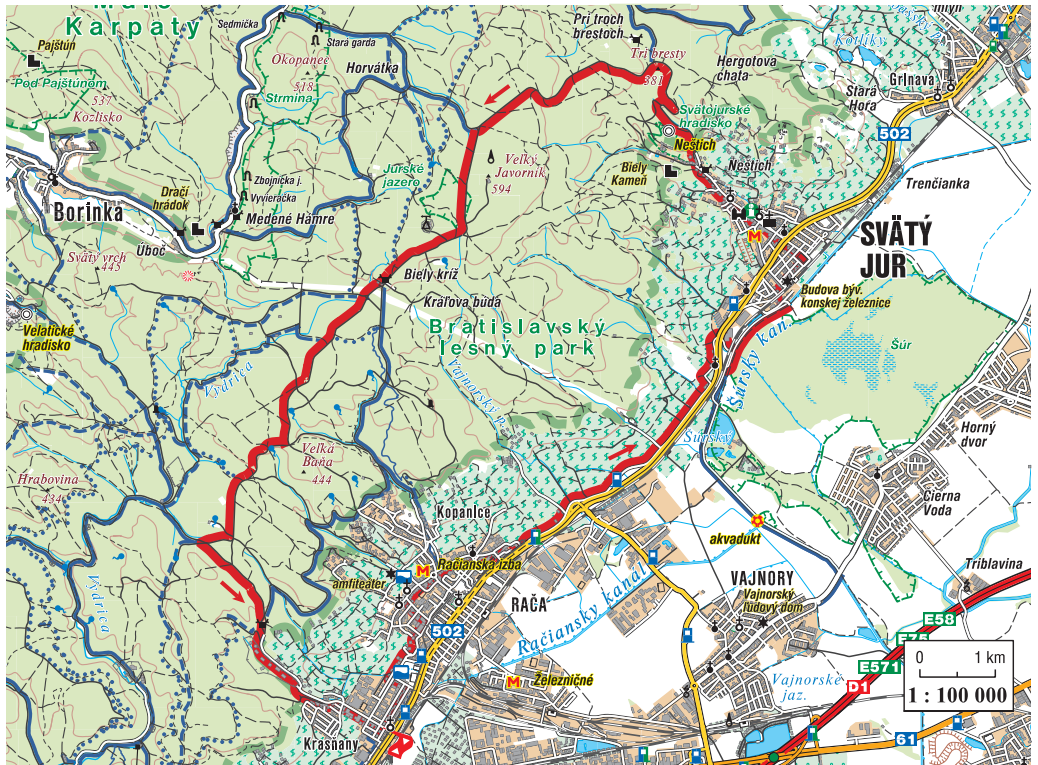 Malé
Karpaty
Sedmička
Stará garda
Pri troch
brestoch
Pajštún
Pod Pajštúnom
Okopanec
518
Horvátka
Tri bresty
381
Hergotova
chata
Kotlíky
Grinava
Stará
Hora
537
Kozlisko
Strmina
Svätojurské
hradisko
Neštich
Neštich
502
Veľký
Javorník
594
Jurské
jazero
Biely
Kameň
Trenčianka
Zbojnícka j.
Vyvieračka
Dračí
hrádok
Borinka
Medené Hámre
Úboč
Svätý vrch
445
M
SVÄTÝ
JUR
Biely kríž
Budova býv.
konskej železnice
Kráľova buda
Velatické
hradisko
Bratislavský
lesný park
Šúrsky kan.
Šúr
Vydrica
Vajnorský p.
Šúrsky
Horný
dvor
Veľká
Baňa
444
Hrabovina
434
Kopanice
Čierna
Voda
akvadukt
Račianska izba
M
amfiteáter
Triblavina
Vydrica
RAČA
VAJNORY
Vajnorský
ľudový dom
Račiansky kanál
502
E58
E75
E571
D1
0 1 km
1 : 100 000
M
Železničné
Vajnorské
jaz.
Krasňany
61